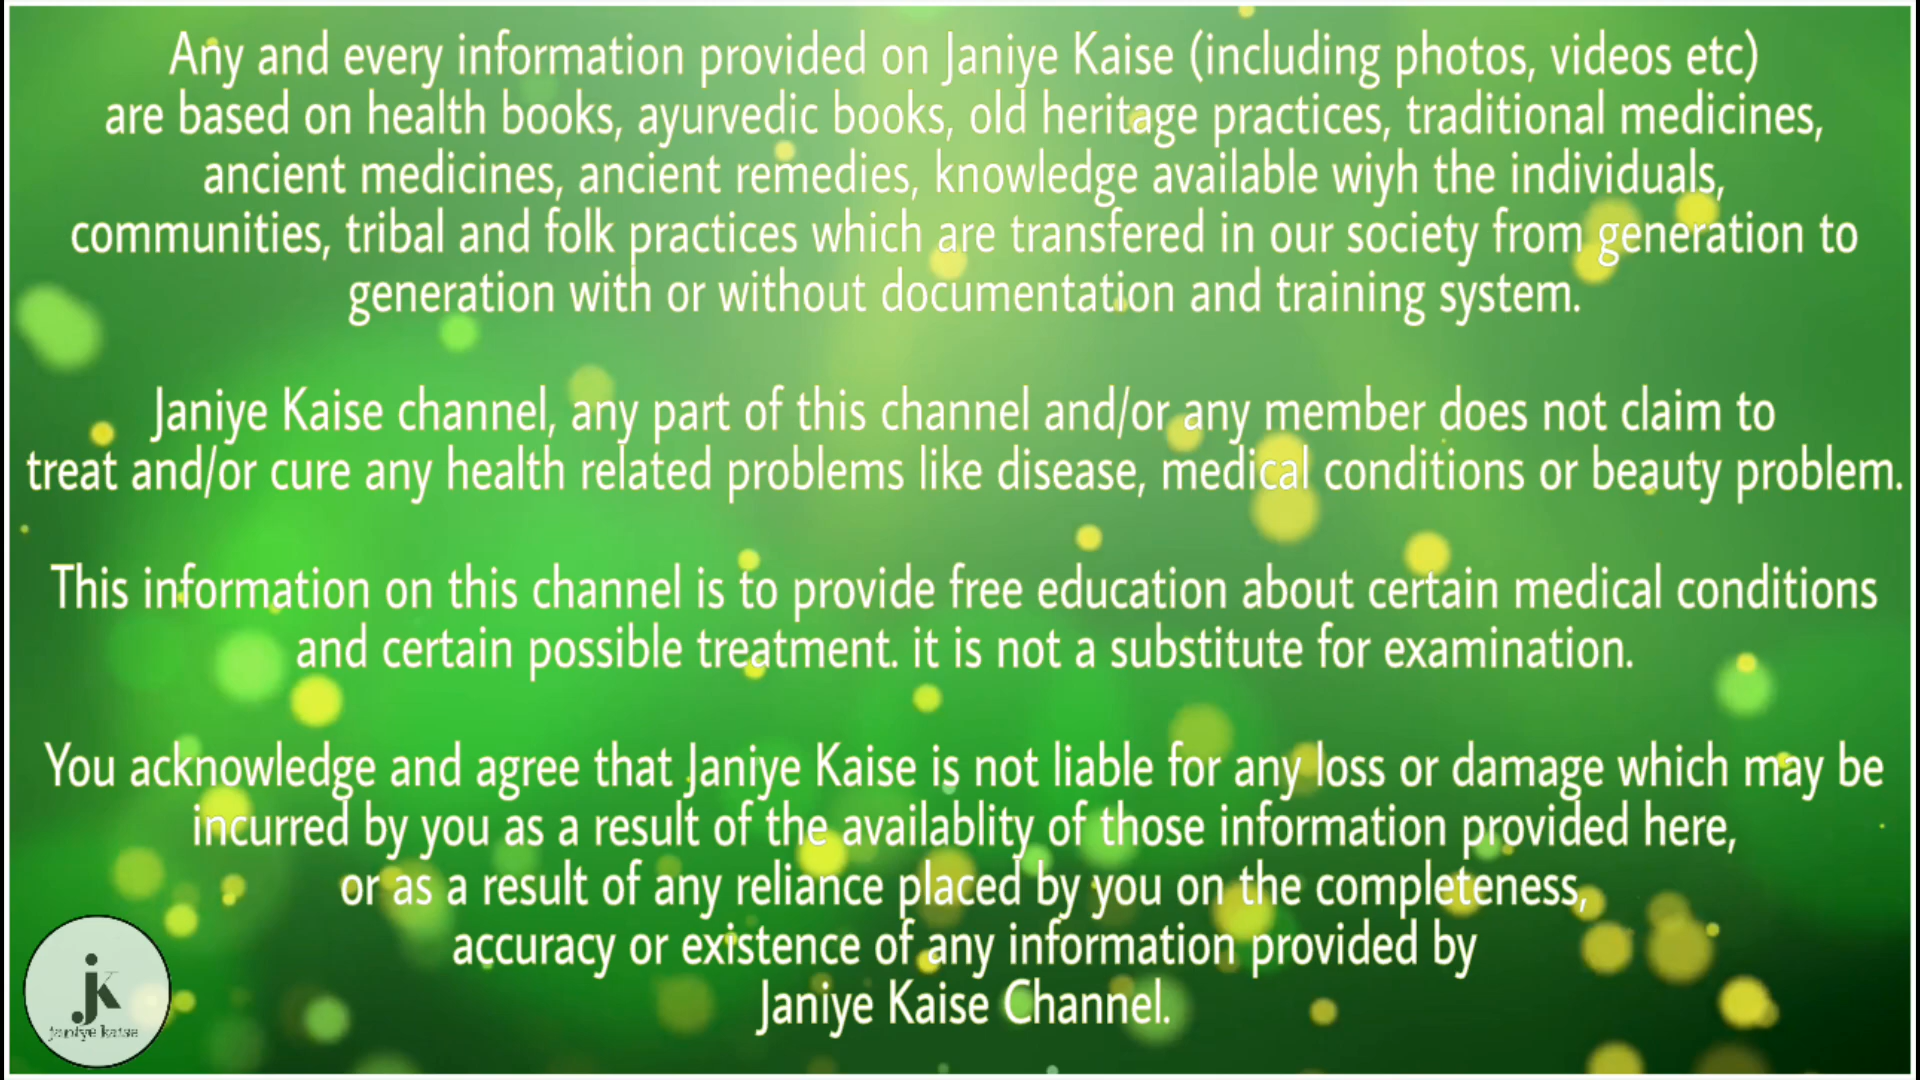 Any and every information provided on Janiye Kaise (including photos, videos etc)
are based on health books, ayurvedic books, old heritage practices, traditional medicines,
ancient medicines, ancient remedies, knowledge available wiyh the individuals,
communities, tribal and folk practices which are transfered in our society from generation to
generation with or without documentation and training system.
Janiye Kaise channel, any part of this channel and/or any member does not claim to
treat and/or cure any health related problems like disease, medical conditions or beauty problem.
This information on this channel is to provide free education about certain medical conditions
and certain possible treatment. it is not a substitute for examination.
You acknowledge and agree that Janiye Kaise is not liable for any loss or damage which may be
incurred by you as a result of the availablity of those information provided here,
or as a result of any reliance placed by you on the completeness,
accuracy or existence of any information provided by
Janiye Kaise Channel.
jk
janiye kaise